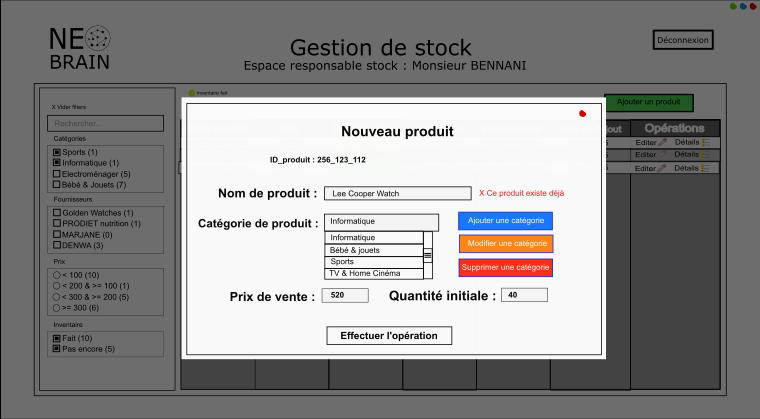 NEO
BRAIN
Gestion de stock
Espace responsable stock : Monsieur BENNANI
Déconnexion
X Vider filtres
Rechercher...
Catégories
Sports (1)
Informatique (1)
Electroménager (5)
Bébé & Jouets (7)
Fournisseurs
Golden Watches (1)
PRODIET nutrition (1)
MARJANE (0)
DENWA (3)
Prix
< 100 (10)
< 200 & >= 100 (1)
< 300 & >= 200 (5)
>= 300 (6)
Inventaire
Fait (10)
Pas encore (5)
Inventaire fait
Ajouter un produit
Opérations
Editer Détails
Editer Détails
Editer Détails
Nouveau produit
ID_produit : 256_123_112
Nom de produit : Lee Cooper Watch X Ce produit existe déjà
Catégorie de produit : Informatique
Informatique
Bébé & jouets
Sports
TV & Home Cinéma
Ajouter une catégorie
Modifier une catégorie
Supprimer une catégorie
Prix de vente : 520 Quantité initiale : 40
Effectuer l'opération